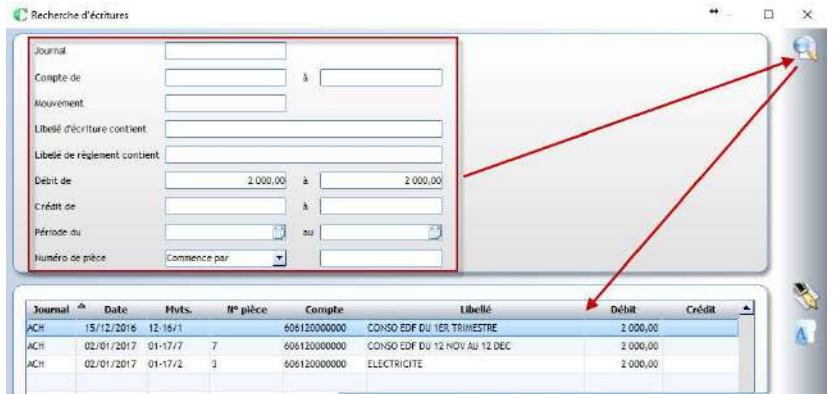 Recherche d'écritures
Journal
Compte de à
Mouvement
Libellé d'écriture contient
Libellé de règlement contient
Débit de 2 000,00 à 2 000,00
Crédit de à
Période du au
Numéro de pièce Commence par
Journal Date Mvts. N° pièce Compte Libellé Débit Crédit
ACH 15/12/2016 12-16/1 606120000000 CONSO EDF DU 1ER TRIMESTRE 2 000,00
ACH 02/01/2017 01-17/7 7 606120000000 CONSO EDF DU 12 NOV AU 12 DEC 2 000,00
ACH 02/01/2017 01-17/2 3 606120000000 ELECTRICITE 2 000,00